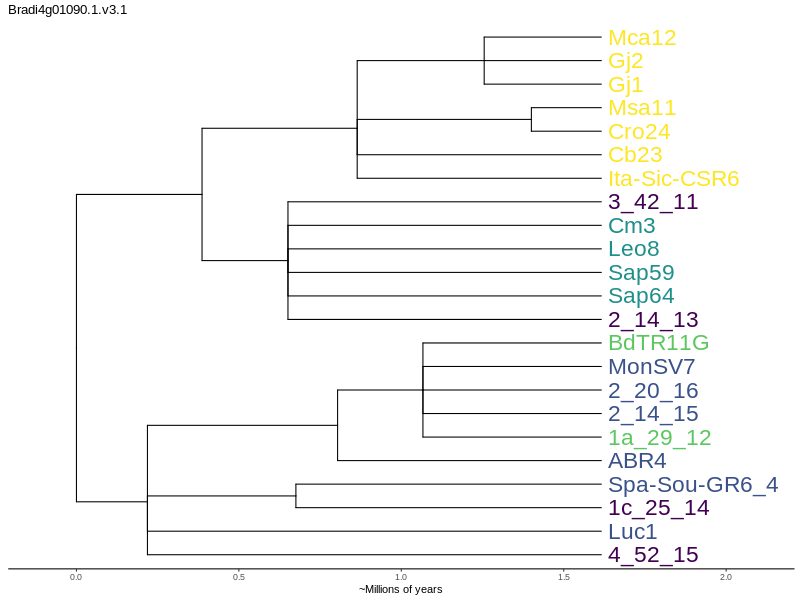 Bradi4g01090.1.v3.1
Mca12
Gj2
Gj1
Msa11
Cro24
Cb23
Ita-Sic-CSR6
3_42_11
Cm3
Leo8
Sap59
Sap64
2_14_13
BdTR11G
MonSV7
2_20_16
2_14_15
1a_29_12
ABR4
Spa-Sou-GR6_4
1c_25_14
Luc1
4_52_15
0.0 0.5 1.0 1.5 2.0
~Millions of years